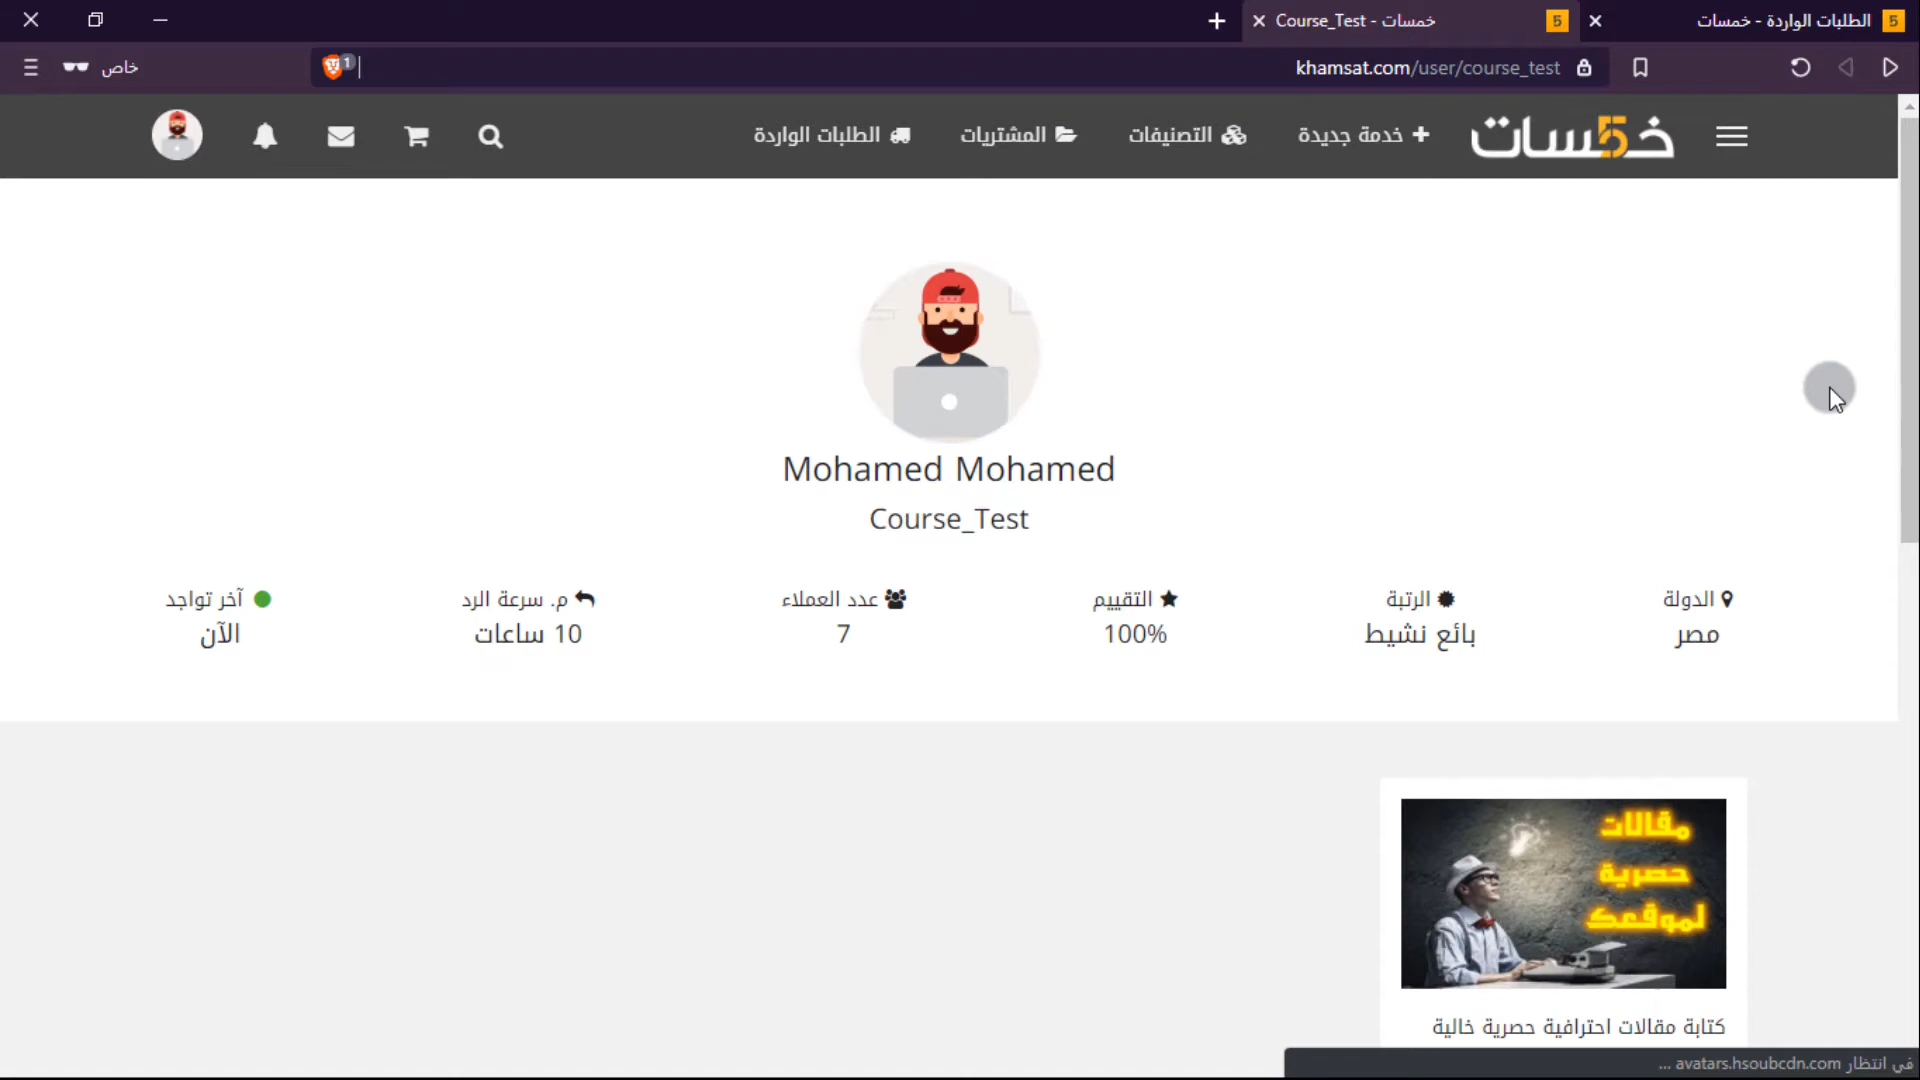 الطلبات الواردة - خمسات
Course_Test - خمسات
khamsat.com/user/course_test
1
خاص
خمسات
خدمة جديدة
التصنيفات
المشتريات
الطلبات الواردة
Mohamed Mohamed
Course_Test
الدولة
مصر
الرتبة
بائع نشيط
التقييم
100%
عدد العملاء
7
م. سرعة الرد
10 ساعات
آخر تواجد
الآن
مقالات
حصرية
لموقعك
كتابة مقالات احترافية حصرية خالية
في انتظار avatars.hsoubcdn.com ...